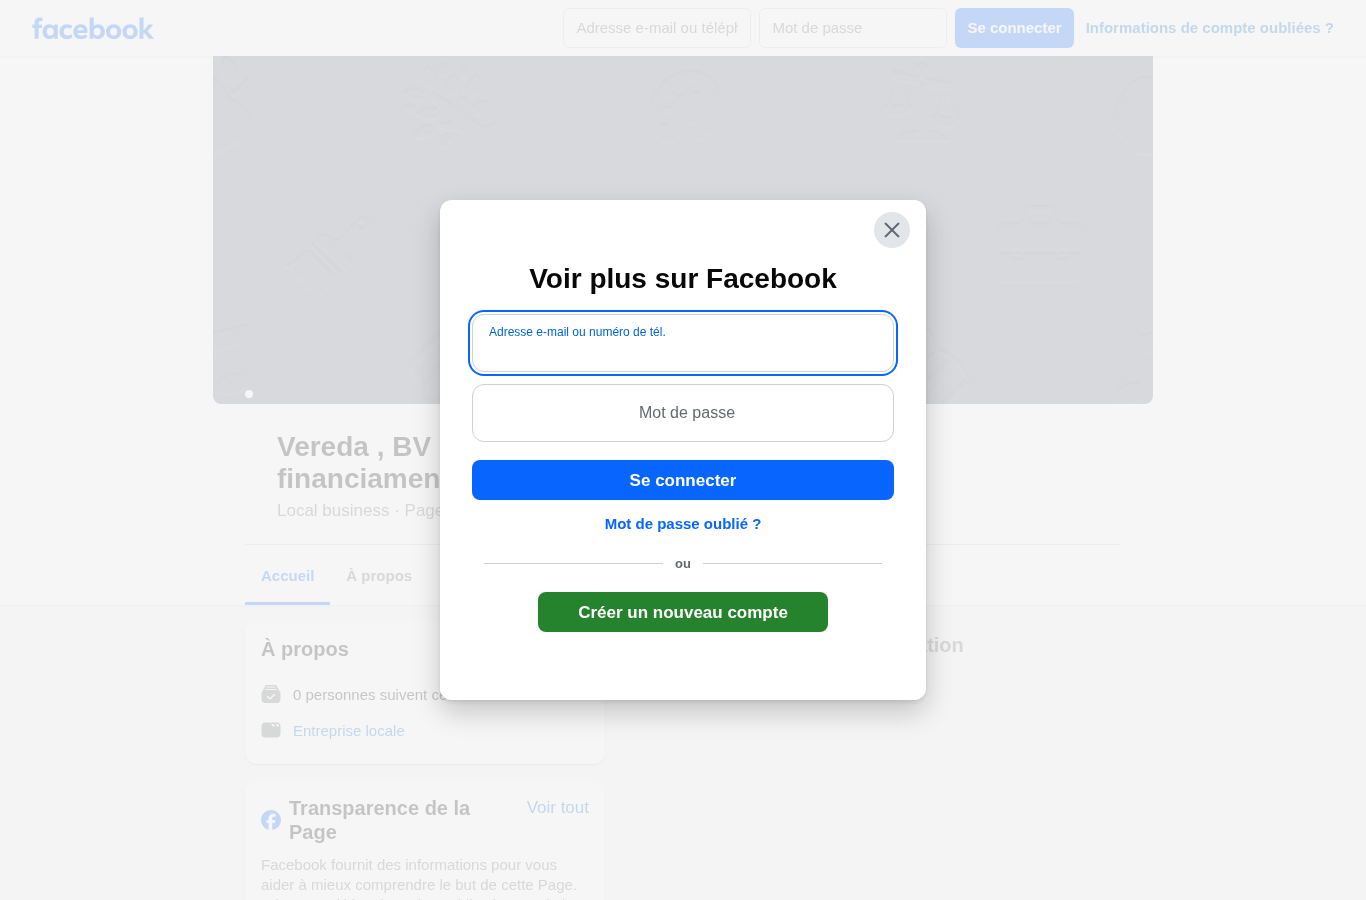 facebook
Adresse e-mail ou téléph
Mot de passe
Se connecter
Informations de compte oubliées ?
Voir plus sur Facebook
Adresse e-mail ou numéro de tél.
Mot de passe
Se connecter
Mot de passe oublié ?
ou
Créer un nouveau compte
Vereda , BV
financiamen
Local business · Page
Accueil
À propos
À propos
0 personnes suivent ce
Entreprise locale
Transparence de la
Page
Voir tout
Facebook fournit des informations pour vous
aider à mieux comprendre le but de cette Page.